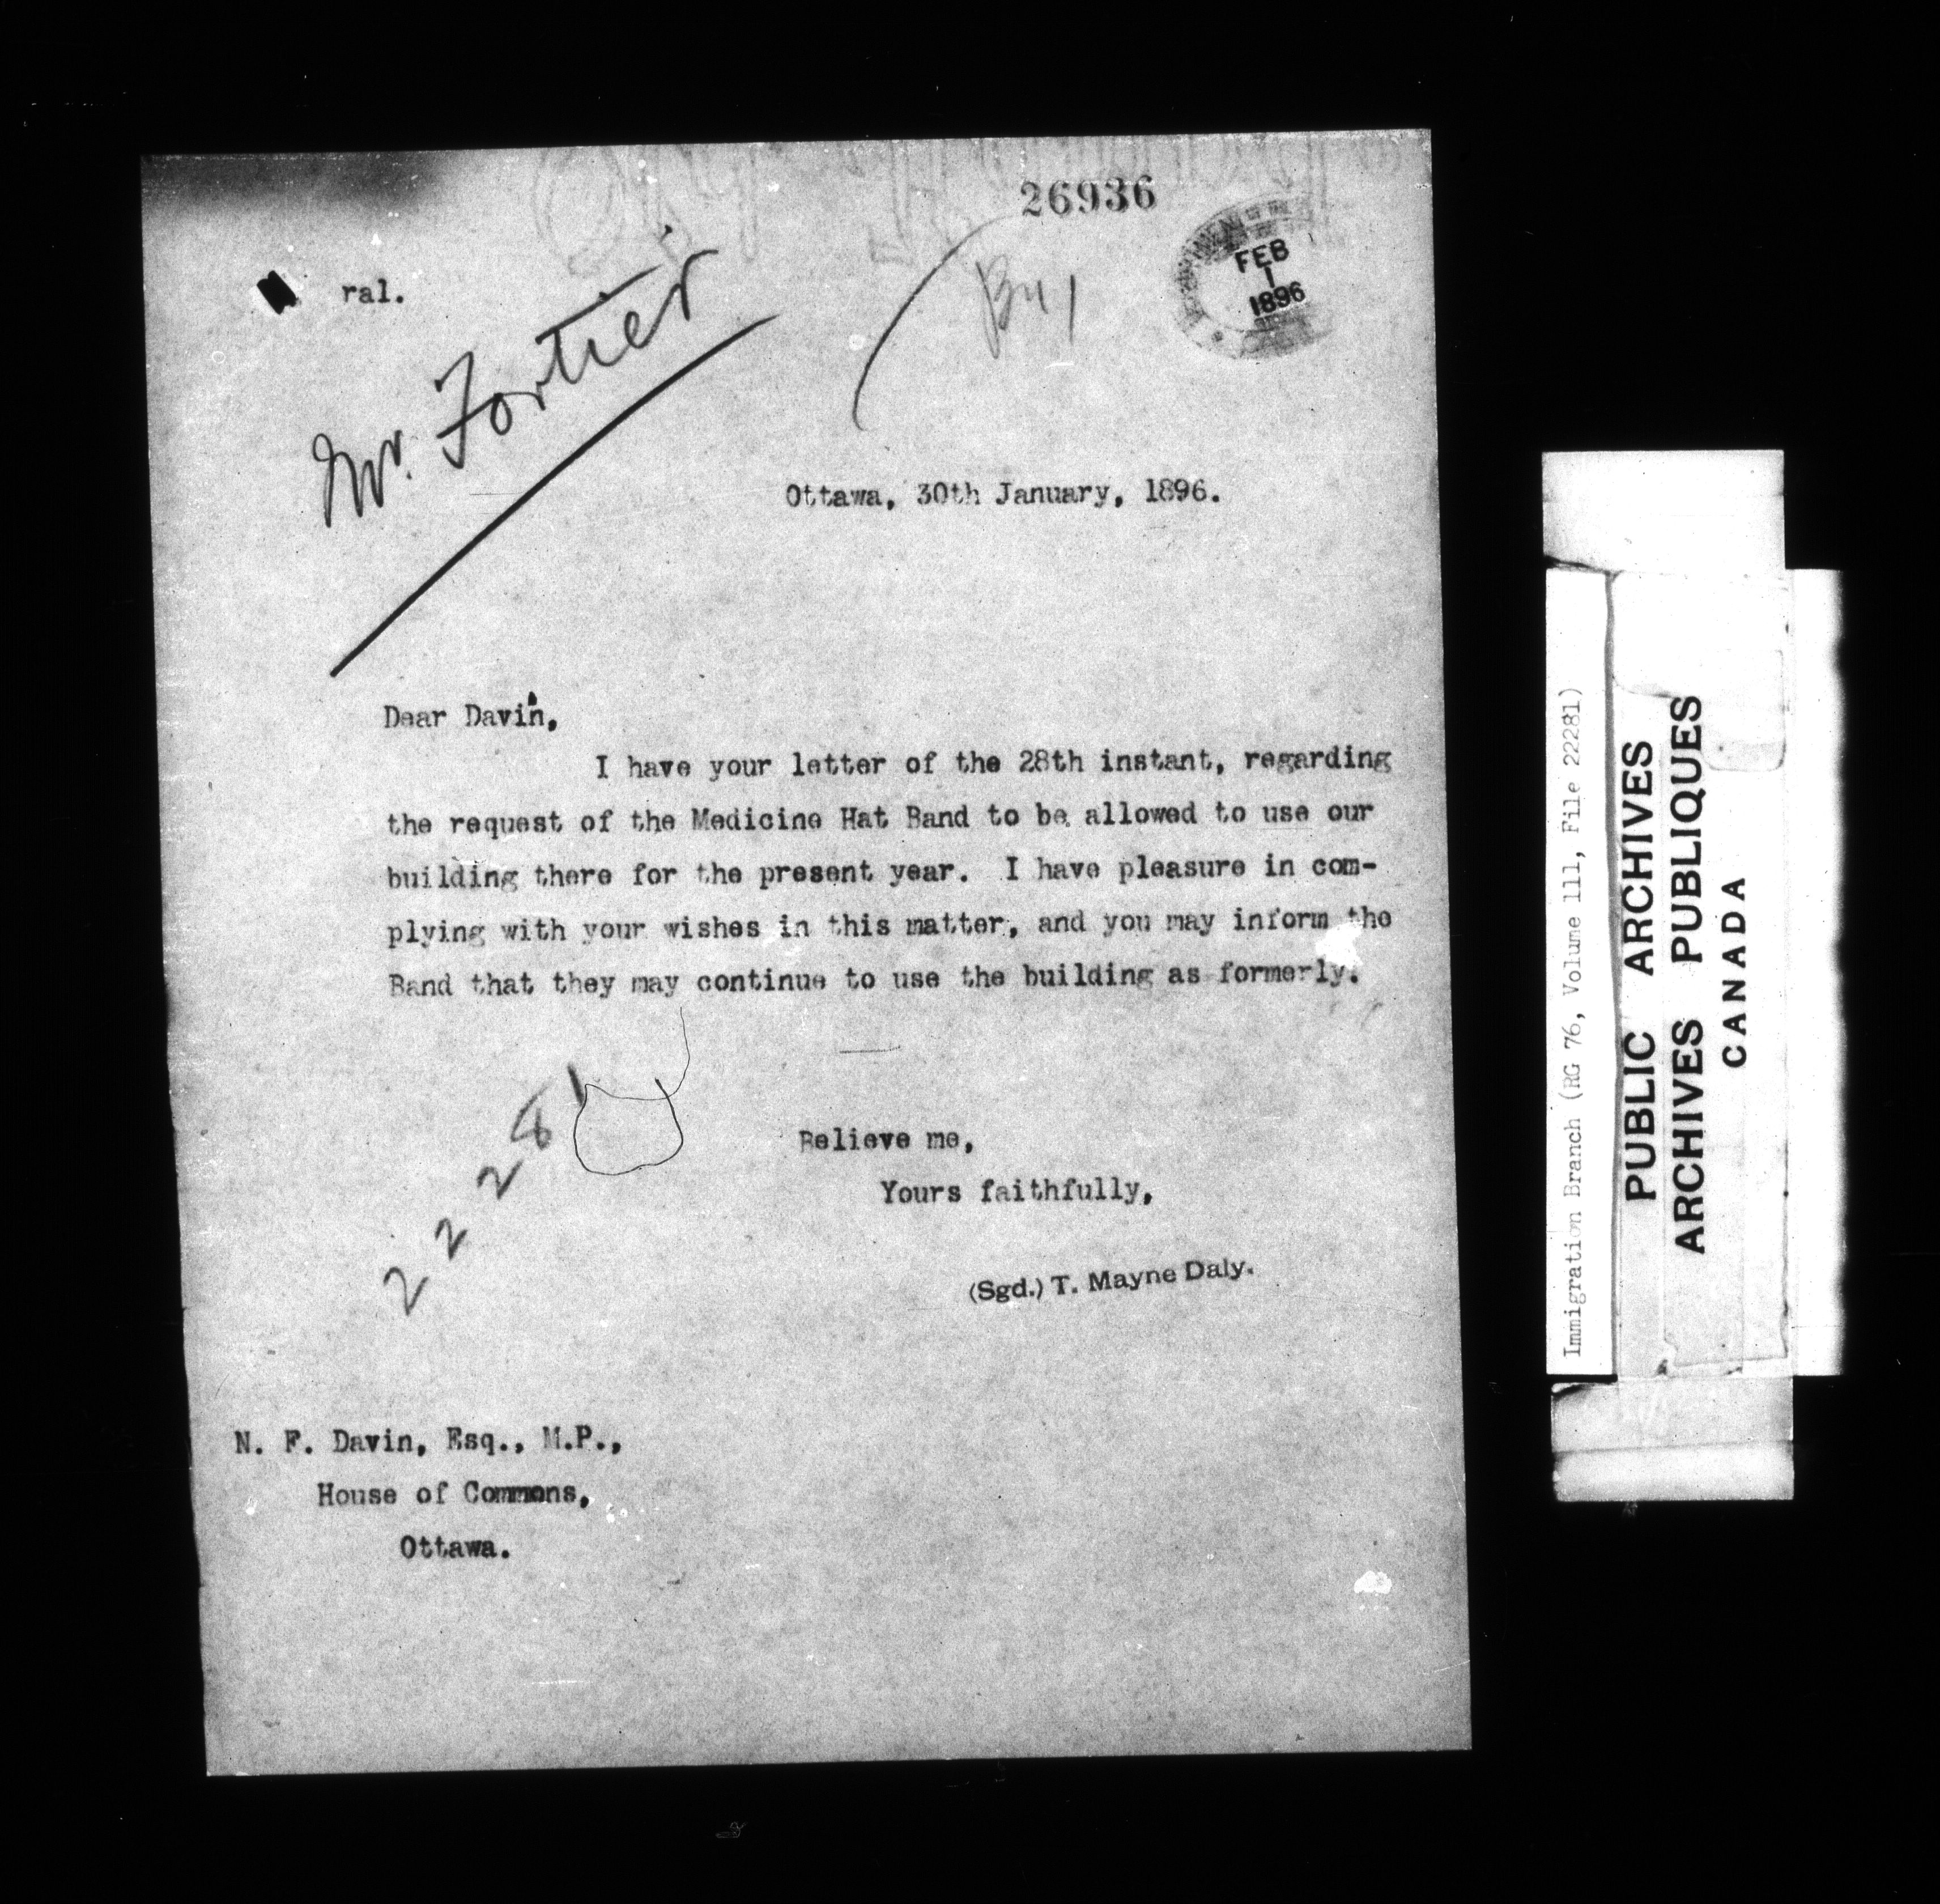 26936
FEB
1
1896
ral.
Mr. Fortier
Ottawa, 30th January, 1896.
Dear Davin,
I have your letter of the 28th instant, regarding
the request of the Medicine Hat Band to be allowed to use our
building there for the present year. I have pleasure in com-
plying with your wishes in this matter, and you may inform the
Band that they may continue to use the building as formerly.
22281
Believe me,
Yours faithfully,
(Sgd.) T. Mayne Daly.
N. F. Davin, Esq., M.P.,
House of Commons,
Ottawa.
Immigration Branch (RG 76, Volume 111, File 22281)
PUBLIC ARCHIVES
ARCHIVES PUBLIQUES
CANADA